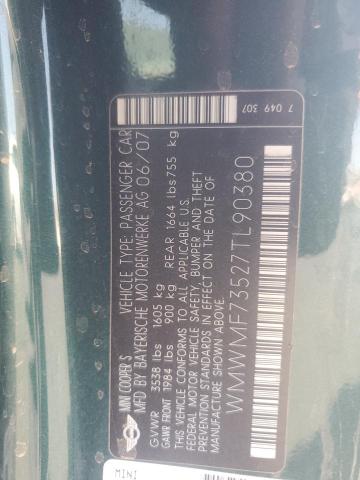 MINI COOPER S
VEHICLE TYPE: PASSENGER CAR
MFD BY BAYERISCHE MOTORENWERKE AG 06/07
GVWR 3538 lbs 1605 kg
GAWR FRONT 1984 lbs 900 kg REAR 1664 lbs 755 kg
THIS VEHICLE CONFORMS TO ALL APPLICABLE U.S.
FEDERAL MOTOR VEHICLE SAFETY, BUMPER AND THEFT
PREVENTION STANDARDS IN EFFECT ON THE DATE OF
MANUFACTURE SHOWN ABOVE.
WMWMF73527TL90380
7 049 307
MINI